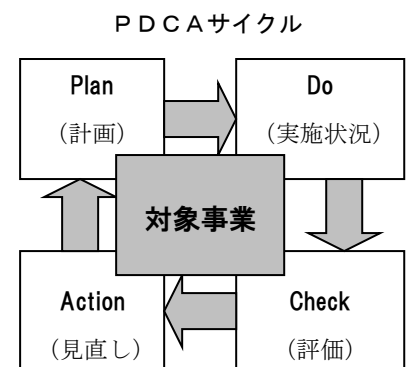 ＰＤＣＡサイクル
Plan
（計画）
Do
（実施状況）
対象事業
Action
（見直し）
Check
（評価）